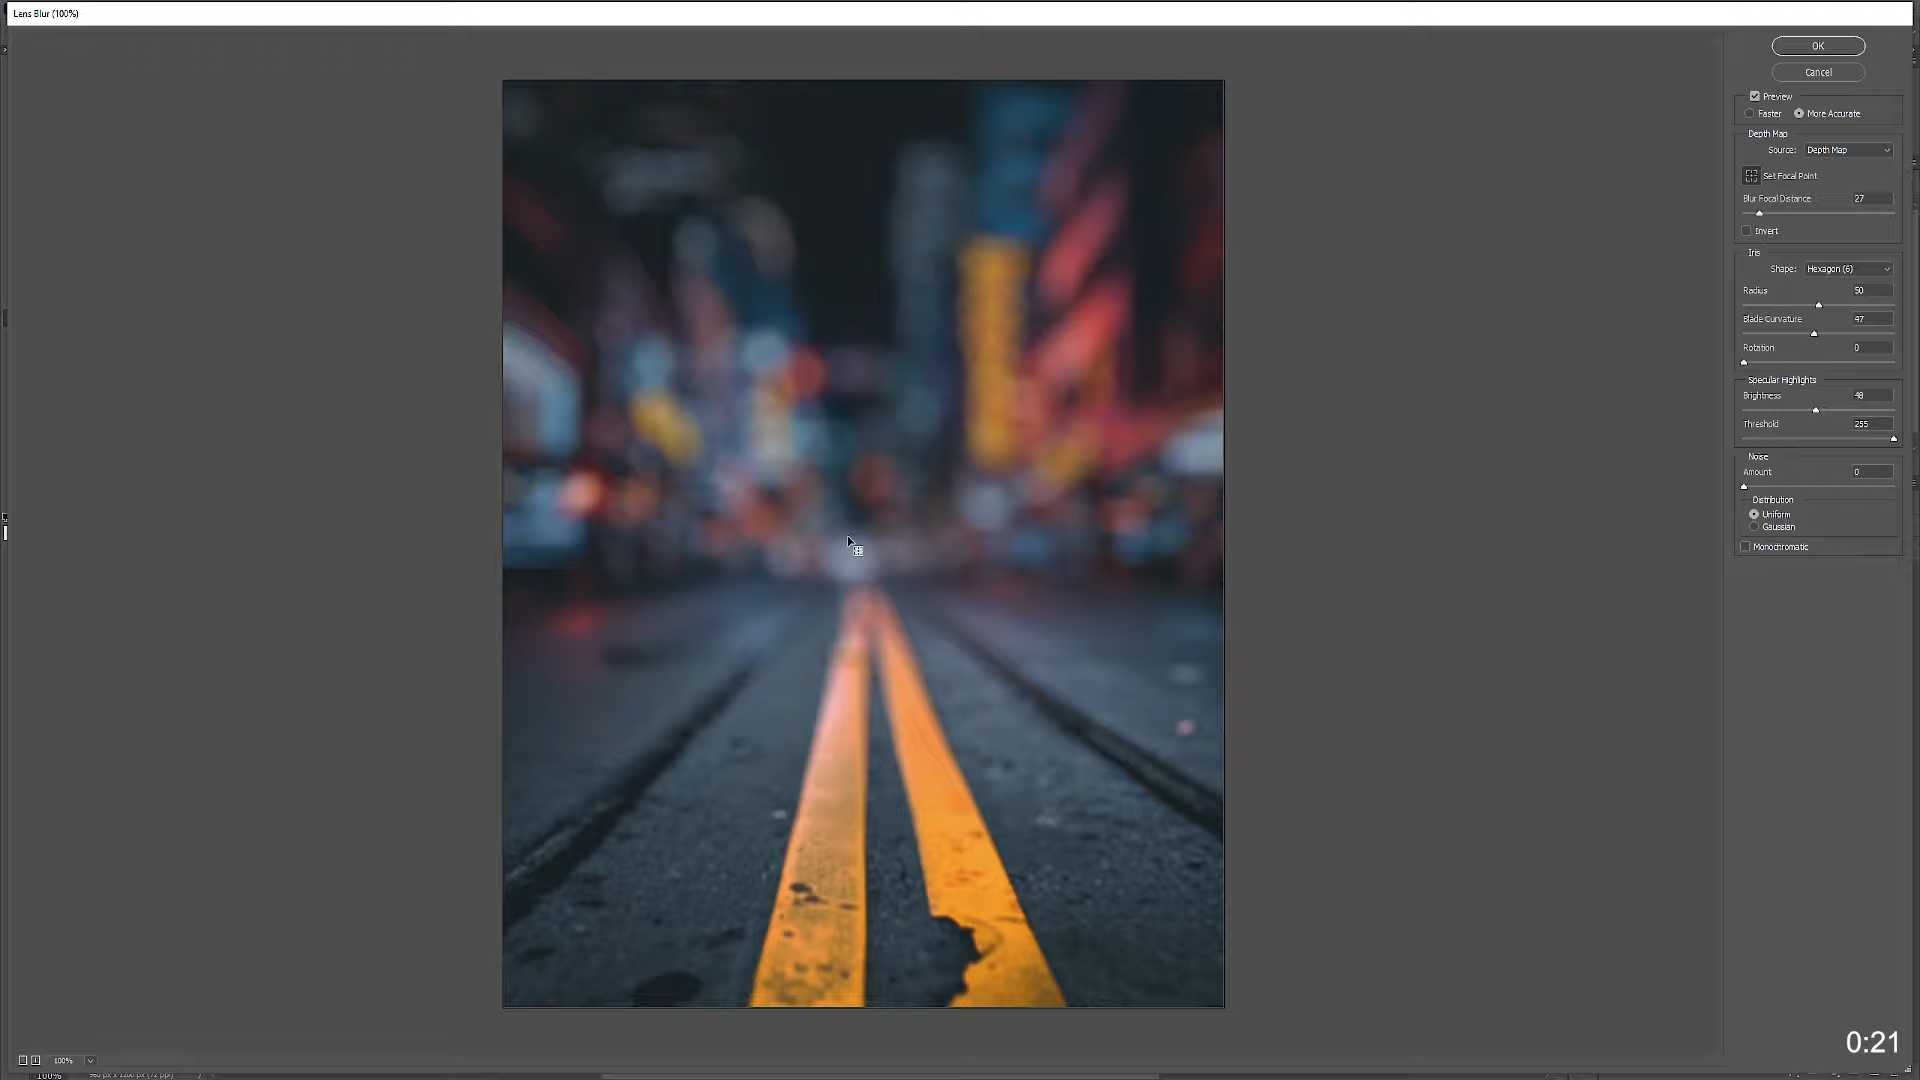 Lens Blur (100%)
OK
Cancel
Preview
Faster
More Accurate
Depth Map
Source: Depth Map
Set Focal Point
Blur Focal Distance 27
Invert
Iris
Shape: Hexagon (6)
Radius 50
Blade Curvature 47
Rotation 0
Specular Highlights
Brightness 48
Threshold 255
Noise
Amount 0
Distribution
Uniform
Gaussian
Monochromatic
0:21
100%
100%